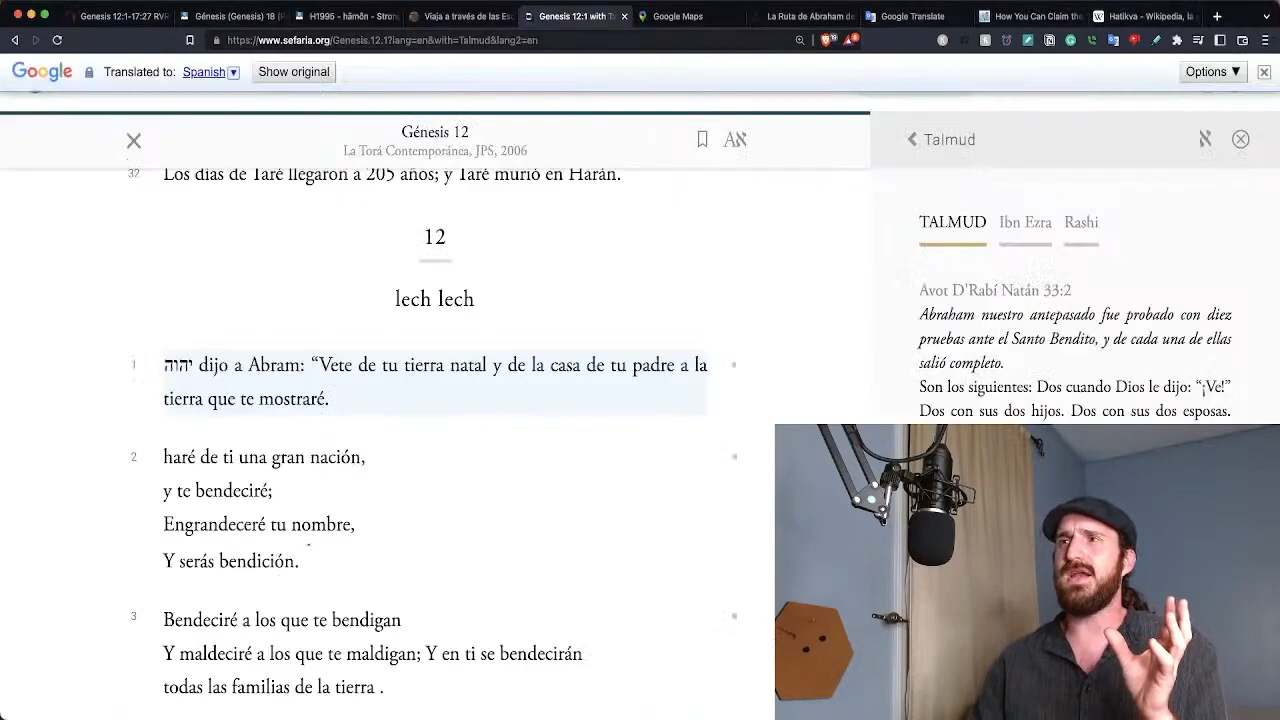 Genesis 12:1-17:27 RVR
Génesis (Genesis) 18 (R
H1995 - hāmôn - Stron
Viaja a través de las Esc
Genesis 12:1 with Ta
Google Maps
La Ruta de Abraham de
Google Translate
How You Can Claim the
Hatikva - Wikipedia, la
https://www.sefaria.org/Genesis.12.1?lang=en&with=Talmud&lang2=en
Google Translated to: Spanish Show original Options ▼
Génesis 12
La Torá Contemporánea, JPS, 2006
Aא
Talmud
א
32 Los días de Taré llegaron a 205 años; y Taré murió en Harán.
12
lech lech
1 יהוה dijo a Abram: “Vete de tu tierra natal y de la casa de tu padre a la
tierra que te mostraré.
2 haré de ti una gran nación,
y te bendeciré;
Engrandeceré tu nombre,
Y serás bendición.
3 Bendeciré a los que te bendigan
Y maldeciré a los que te maldigan; Y en ti se bendecirán
todas las familias de la tierra .
TALMUD Ibn Ezra Rashi
Avot D'Rabí Natán 33:2
Abraham nuestro antepasado fue probado con diez
pruebas ante el Santo Bendito, y de cada una de ellas
salió completo.
Son los siguientes: Dos cuando Dios le dijo: “¡Ve!”
Dos con sus dos hijos. Dos con sus dos esposas.